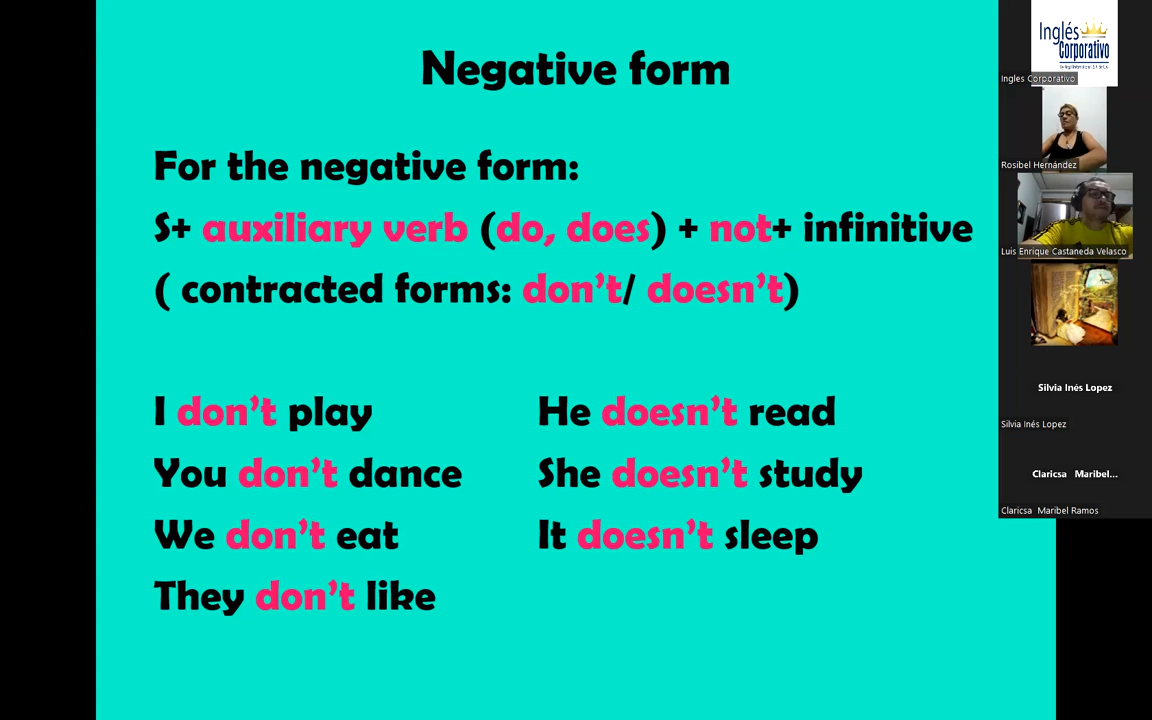 Negative form
For the negative form:
S+ auxiliary verb (do, does) + not+ infinitive
( contracted forms: don't/ doesn't)
I don't play
You don't dance
We don't eat
They don't like
He doesn't read
She doesn't study
It doesn't sleep
Inglés
Corporativo
Ingles Corporativo
Rosibel Hernández
Luis Enrique Castaneda Velasco
Silvia Inés Lopez
Silvia Inés Lopez
Claricsa Maribel...
Claricsa Maribel Ramos